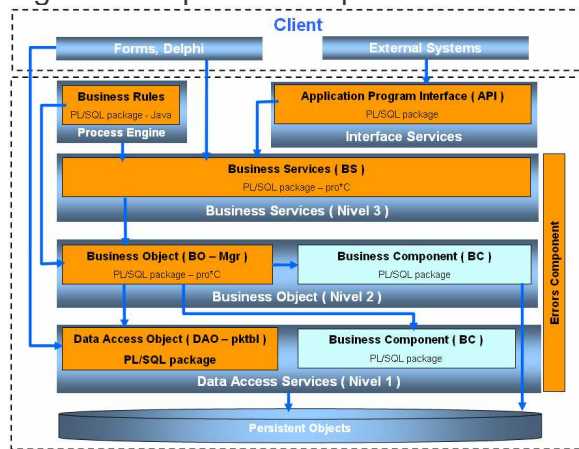 Client
Forms, Delphi
External Systems
Business Rules
PL/SQL package - Java
Process Engine
Application Program Interface ( API )
PL/SQL package
Interface Services
Business Services ( BS )
PL/SQL package – pro*C
Business Services ( Nivel 3 )
Business Object ( BO – Mgr )
PL/SQL package – pro*C
Business Component ( BC )
PL/SQL package
Business Object ( Nivel 2 )
Data Access Object ( DAO – pktbl )
PL/SQL package
Business Component ( BC )
PL/SQL package
Data Access Services ( Nivel 1 )
Errors Component
Persistent Objects